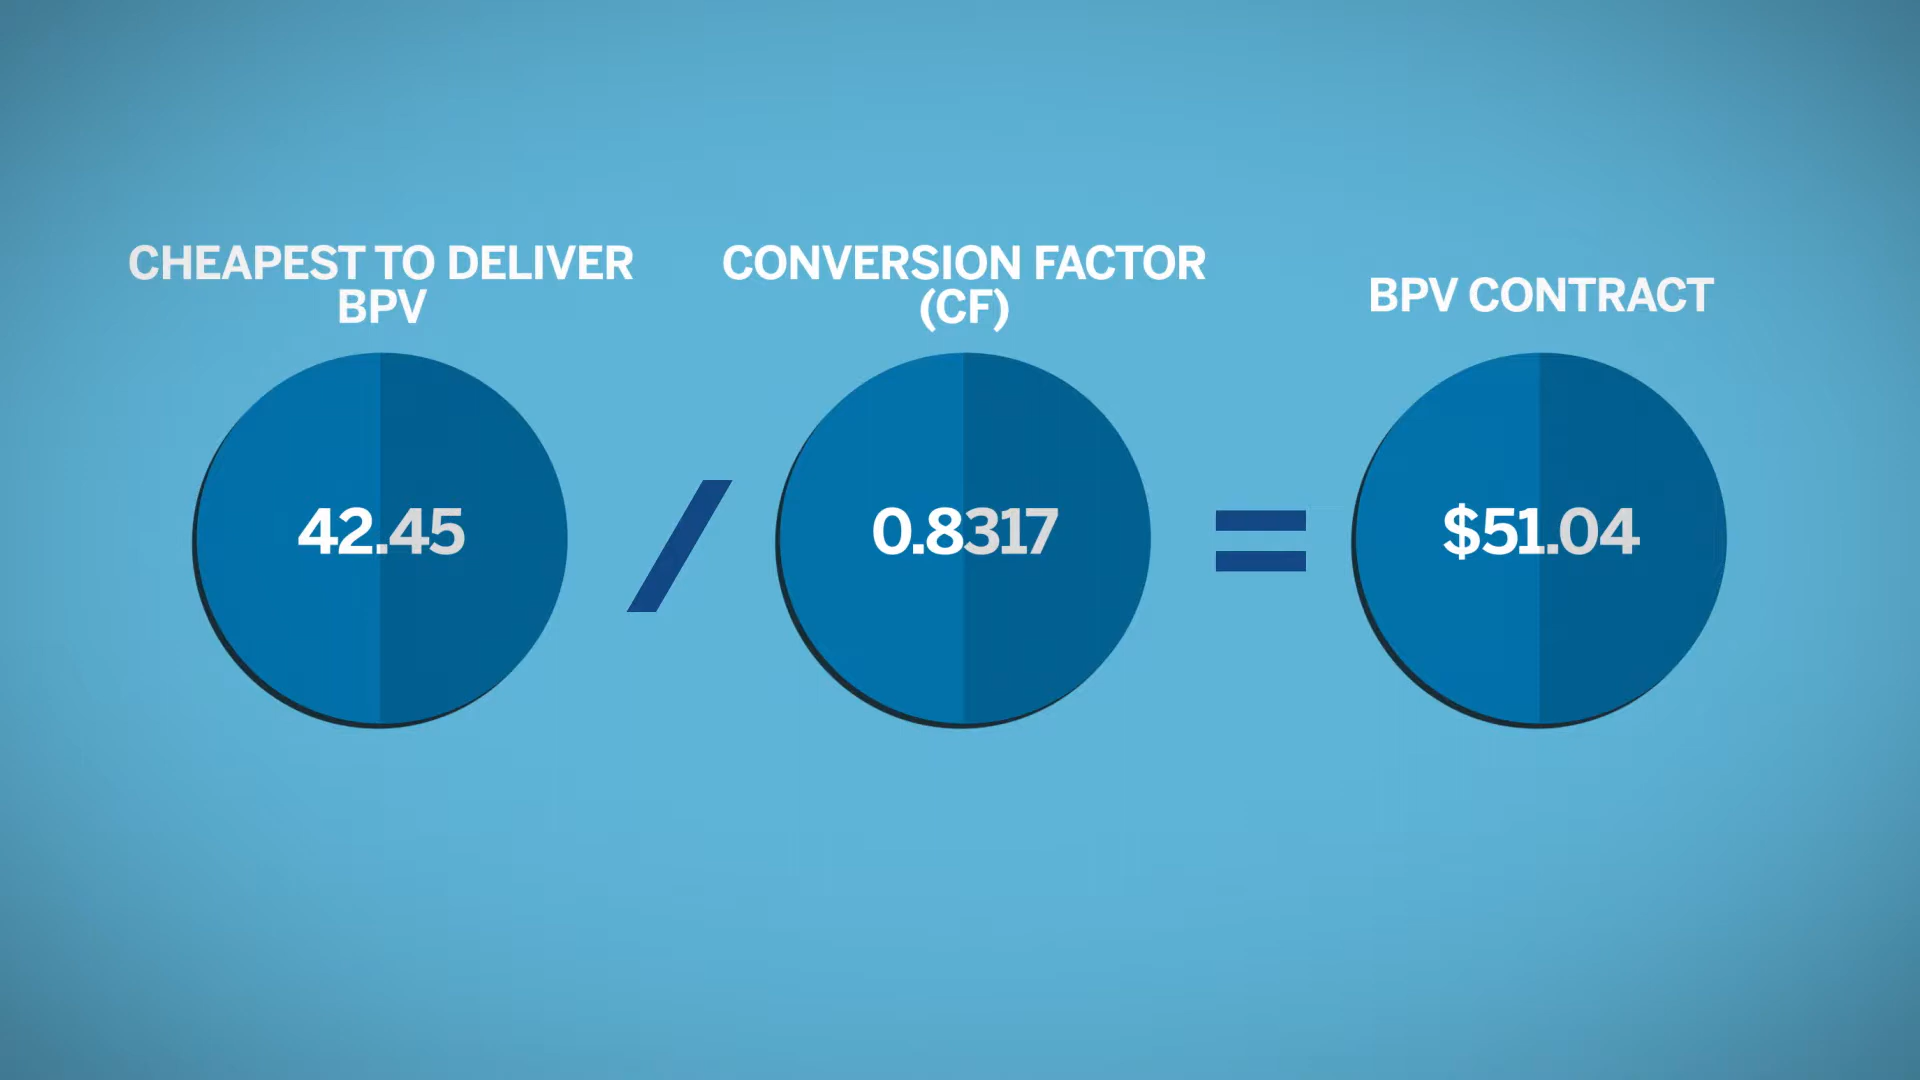 CHEAPEST TO DELIVER
BPV
CONVERSION FACTOR
(CF)
BPV CONTRACT
42.45
/
0.8317
=
$51.04